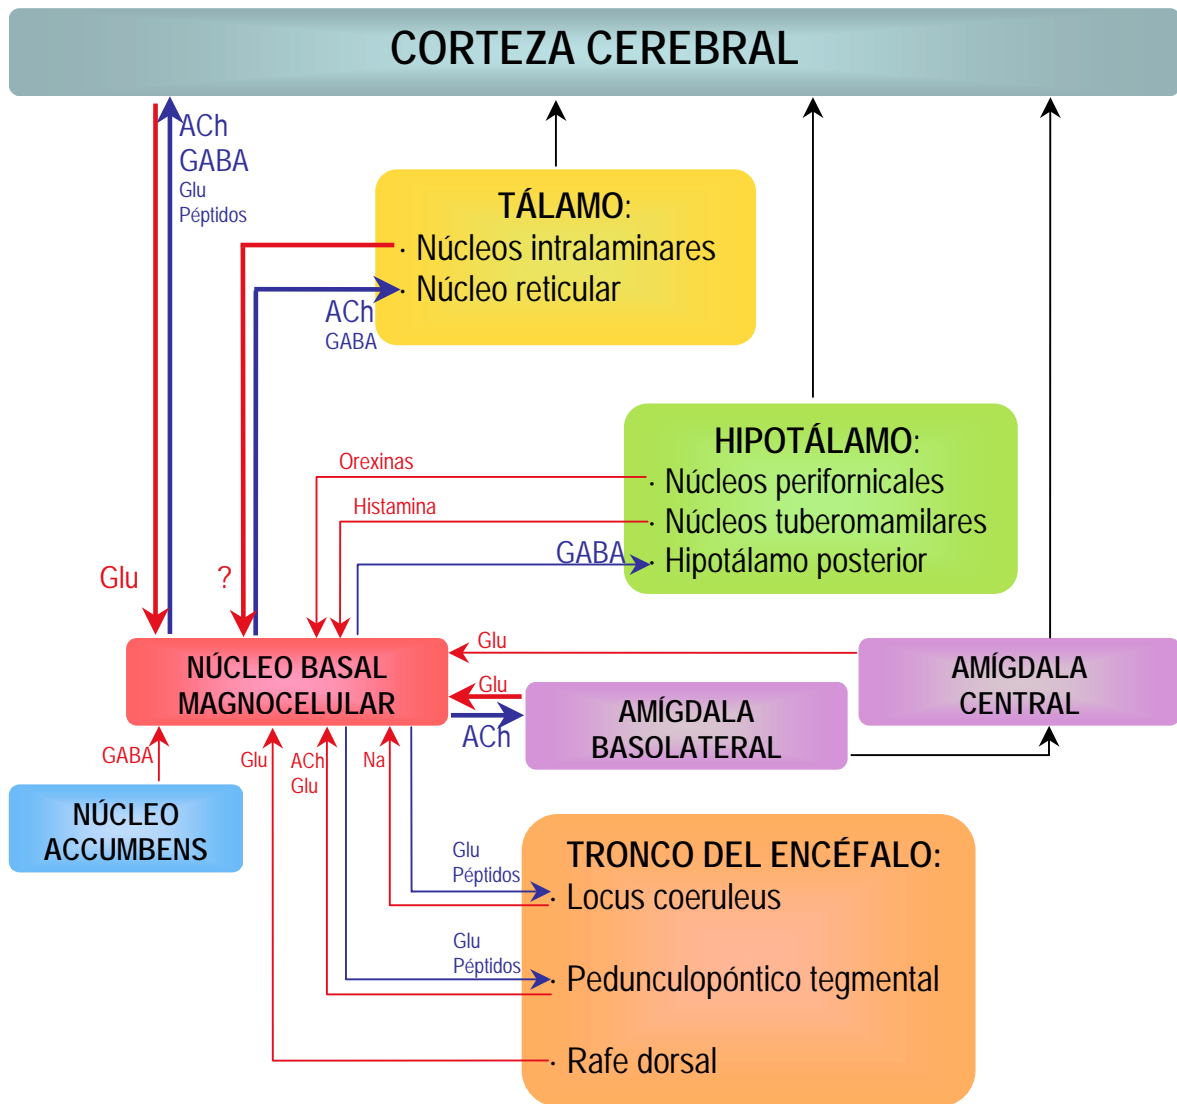 CORTEZA CEREBRAL
ACh
GABA
Glu
Péptidos
TÁLAMO:
· Núcleos intralaminares
· Núcleo reticular
ACh
GABA
HIPOTÁLAMO:
· Núcleos perifornicales
· Núcleos tuberomamilares
· Hipotálamo posterior
Orexinas
Histamina
GABA
Glu
?
NÚCLEO BASAL
MAGNOCELULAR
Glu
Glu
ACh
AMÍGDALA
BASOLATERAL
AMÍGDALA
CENTRAL
GABA
Glu
ACh
Glu
Na
NÚCLEO
ACCUMBENS
Glu
Péptidos
Glu
Péptidos
TRONCO DEL ENCÉFALO:
· Locus coeruleus
· Pedunculopóntico tegmental
· Rafe dorsal